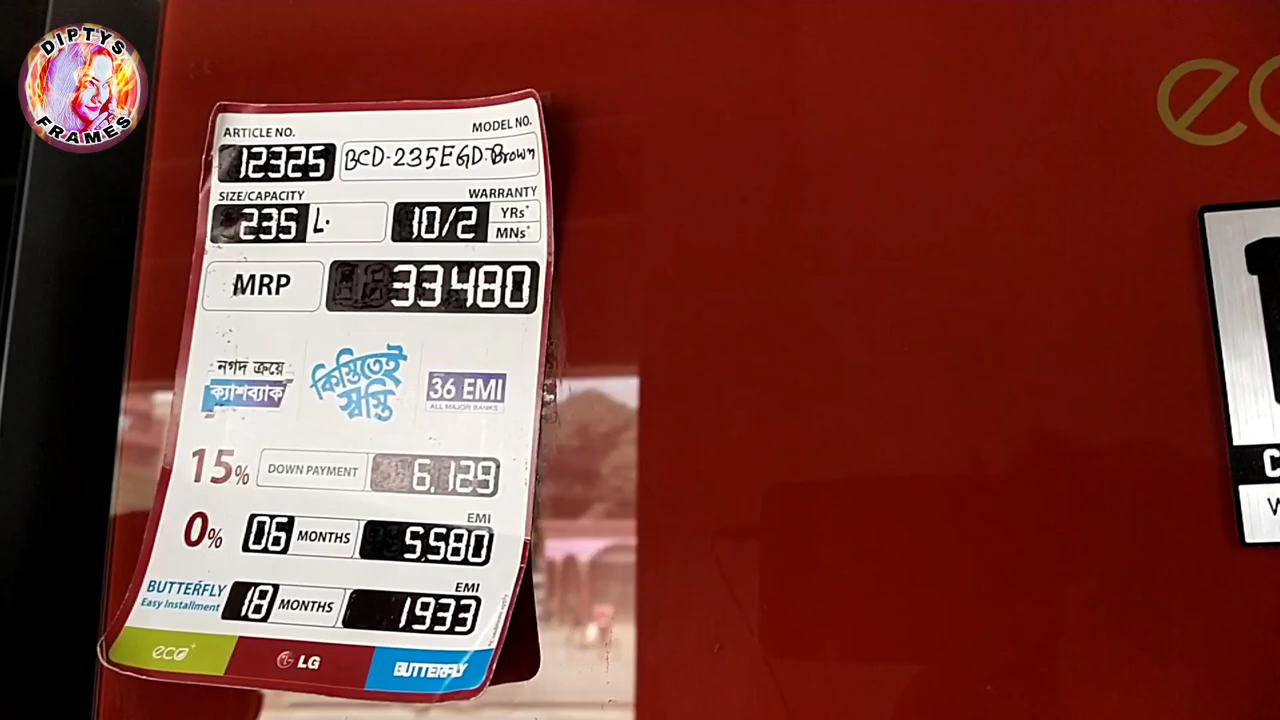 DIPTYS
FRAMES
ARTICLE NO. MODEL NO.
12325 BCD-235EGD. Brown
SIZE/CAPACITY WARRANTY
235 L. 10/2 YRs* MNs*
MRP 33480
নগদ ক্রয়ে
ক্যাশব্যাক
কিস্তিতেই
স্বস্তি
36 EMI
ALL MAJOR BANKS
15% DOWN PAYMENT 6,129
EMI
0% 06 MONTHS 5,580
EMI
BUTTERFLY
Easy Installment 18 MONTHS 1933
eco+ LG BUTTERFLY
ec